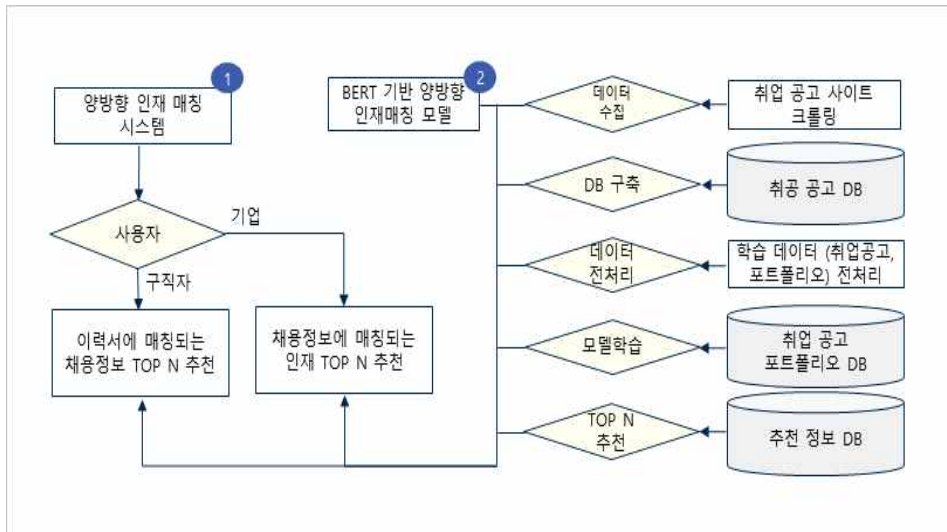 1
양방향 인재 매칭
시스템
사용자
기업
구직자
이력서에 매칭되는
채용정보 TOP N 추천
채용정보에 매칭되는
인재 TOP N 추천
2
BERT 기반 양방향
인재매칭 모델
데이터
수집
취업 공고 사이트
크롤링
DB 구축
취공 공고 DB
데이터
전처리
학습 데이터 (취업공고,
포트폴리오) 전처리
모델학습
취업 공고
포트폴리오 DB
TOP N
추천
추천 정보 DB